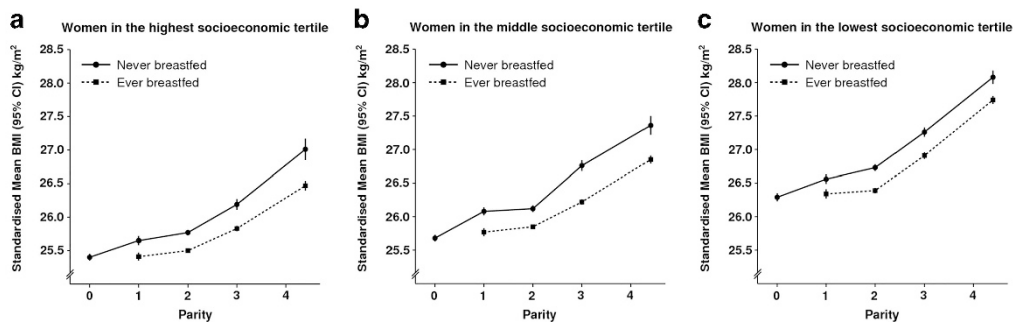 a
Women in the highest socioeconomic tertile
Standardised Mean BMI (95% CI) kg/m²
28.5
28.0
27.5
27.0
26.5
26.0
25.5
Never breastfed
Ever breastfed
0 1 2 3 4
Parity
b
Women in the middle socioeconomic tertile
Standardised Mean BMI (95% CI) kg/m²
28.5
28.0
27.5
27.0
26.5
26.0
25.5
Never breastfed
Ever breastfed
0 1 2 3 4
Parity
c
Women in the lowest socioeconomic tertile
Standardised Mean BMI (95% CI) kg/m²
28.5
28.0
27.5
27.0
26.5
26.0
25.5
Never breastfed
Ever breastfed
0 1 2 3 4
Parity